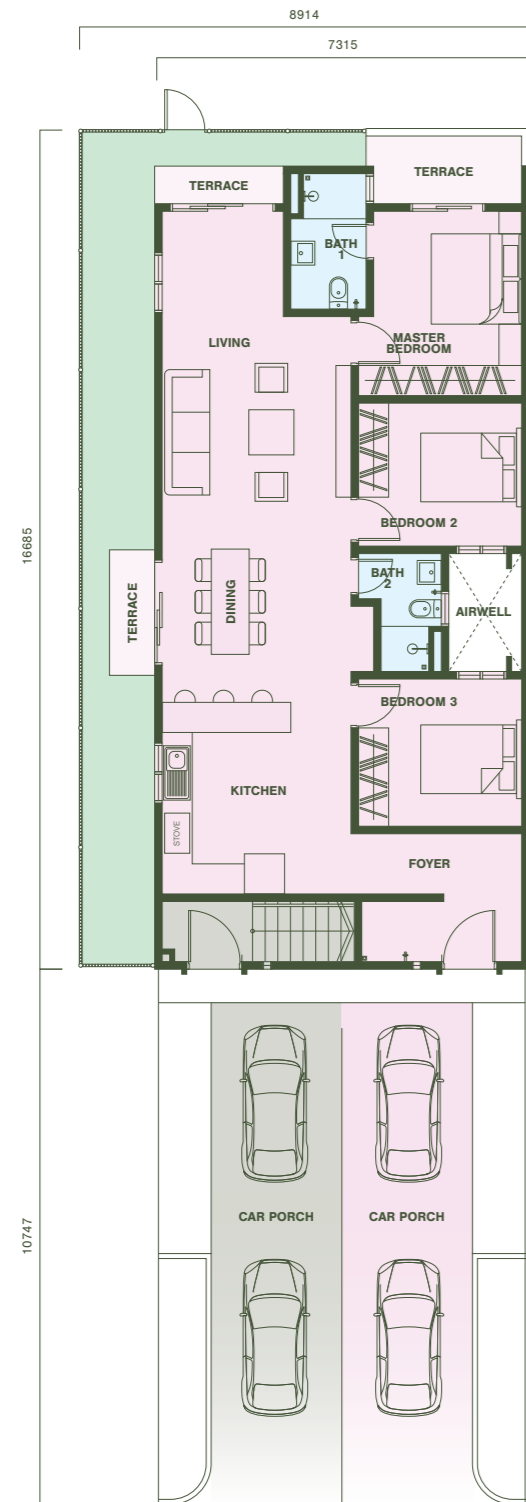 8914
7315
TERRACE
TERRACE
BATH
1
LIVING
MASTER
BEDROOM
16685
BEDROOM 2
BATH
2
TERRACE
DINING
AIRWELL
BEDROOM 3
KITCHEN
STOVE
FOYER
CAR PORCH
CAR PORCH
10747